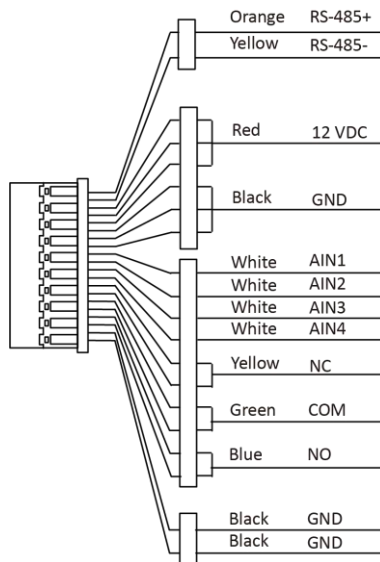 Orange RS-485+
Yellow RS-485-
Red 12 VDC
Black GND
White AIN1
White AIN2
White AIN3
White AIN4
Yellow NC
Green COM
Blue NO
Black GND
Black GND